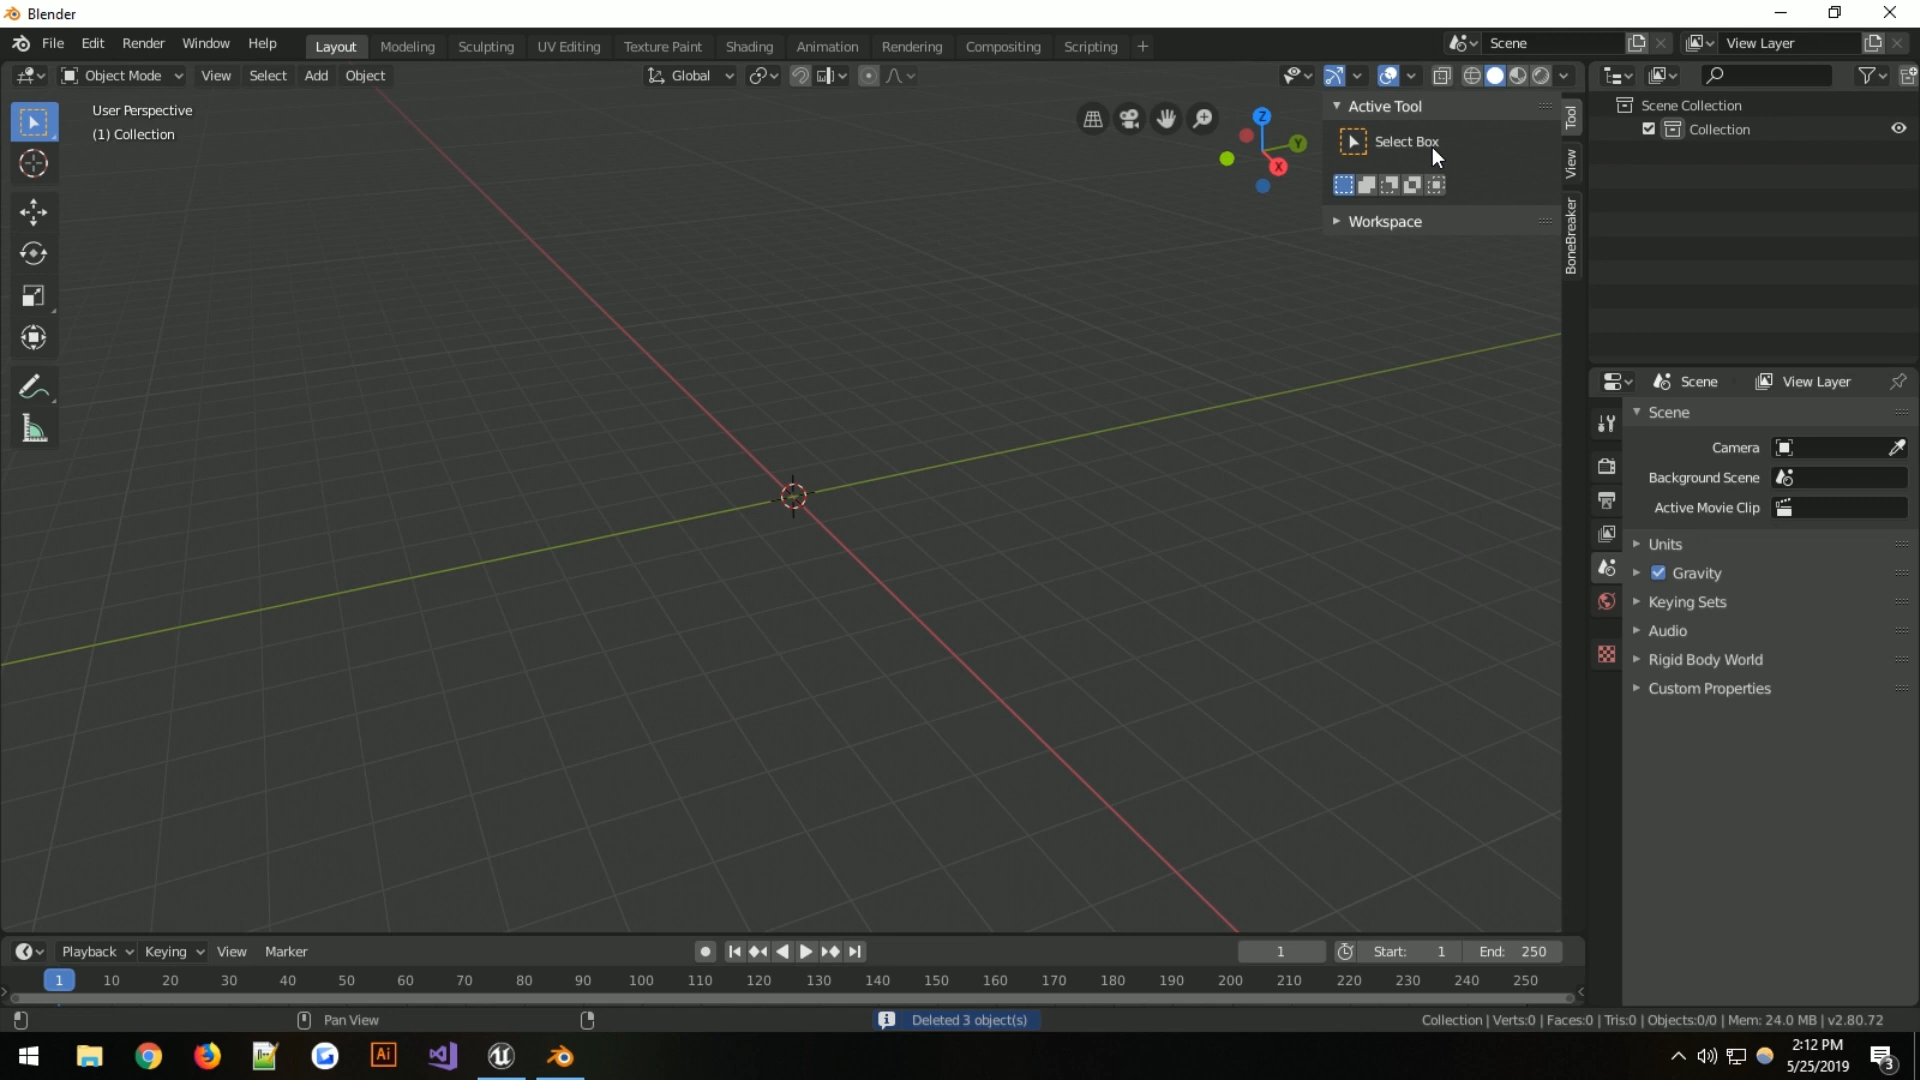 Blender
File Edit Render Window Help Layout Modeling Sculpting UV Editing Texture Paint Shading Animation Rendering Compositing Scripting + Scene View Layer
Object Mode View Select Add Object Global
User Perspective
(1) Collection
Z
Y
X
Active Tool
Select Box
Workspace
Tool
View
BoneBreaker
Scene Collection
Collection
Scene View Layer
Scene
Camera
Background Scene
Active Movie Clip
Units
Gravity
Keying Sets
Audio
Rigid Body World
Custom Properties
Playback Keying View Marker 1 Start: 1 End: 250
1 10 20 30 40 50 60 70 80 90 100 110 120 130 140 150 160 170 180 190 200 210 220 230 240 250
Pan View Deleted 3 object(s) Collection | Verts:0 | Faces:0 | Tris:0 | Objects:0/0 | Mem: 24.0 MB | v2.80.72
Ai
2:12 PM
5/25/2019
3